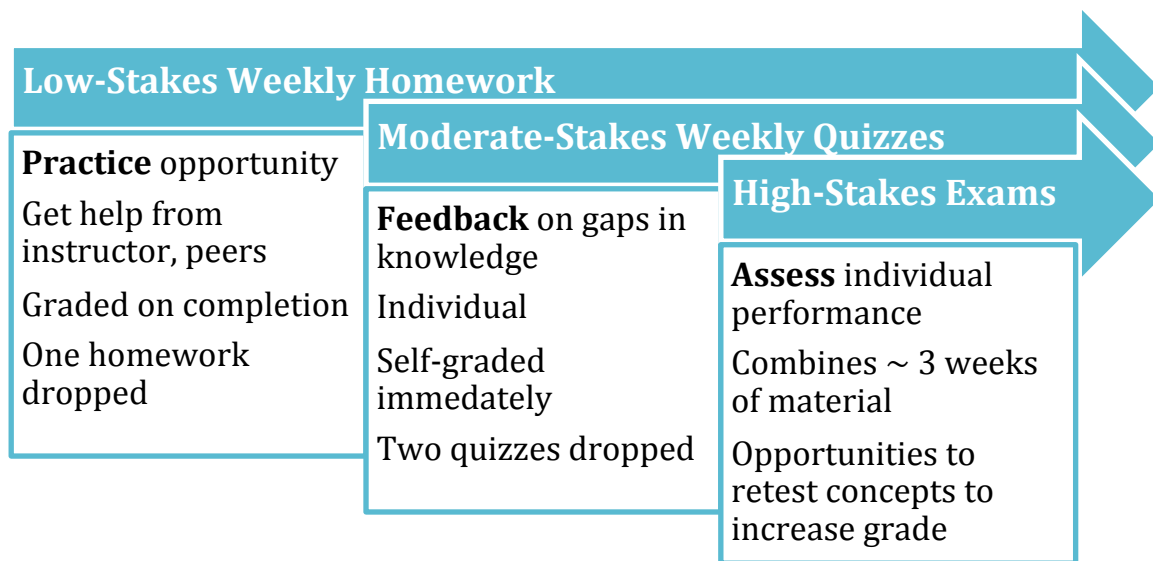 Low-Stakes Weekly Homework
Practice opportunity
Get help from
instructor, peers
Graded on completion
One homework
dropped
Moderate-Stakes Weekly Quizzes
Feedback on gaps in
knowledge
Individual
Self-graded
immedately
Two quizzes dropped
High-Stakes Exams
Assess individual
performance
Combines ~ 3 weeks
of material
Opportunities to
retest concepts to
increase grade